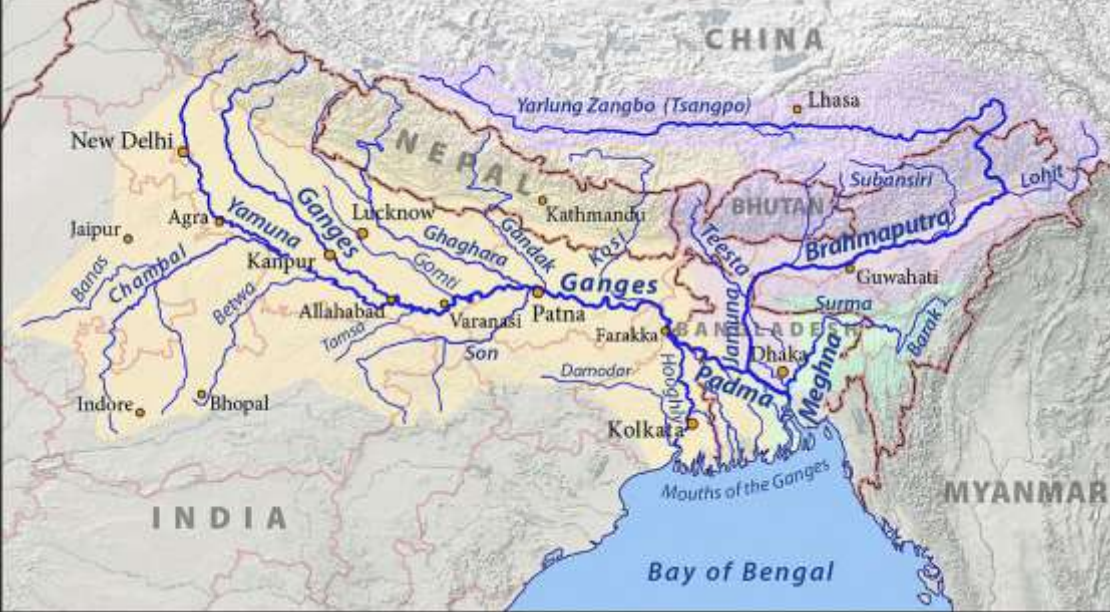 CHINA
Yarlung Zangbo (Tsangpo)
Lhasa
New Delhi
NEPAL
Subansiri
Lohit
Agra
Yamuna
Ganges
Lucknow
Kathmandu
BHUTAN
Brahmaputra
Jaipur
Banas
Chambal
Kanpur
Ghaghara
Gandak
Kosi
Teesta
Guwahati
Gomti
Betwa
Allahabad
Varanasi
Patna
Ganges
Jamuna
Surma
Barak
Tamsa
Son
Farakka
BANGLADESH
Dhaka
Meghna
Damodar
Hooghly
Padma
Indore
Bhopal
Kolkata
Mouths of the Ganges
INDIA
MYANMAR
Bay of Bengal